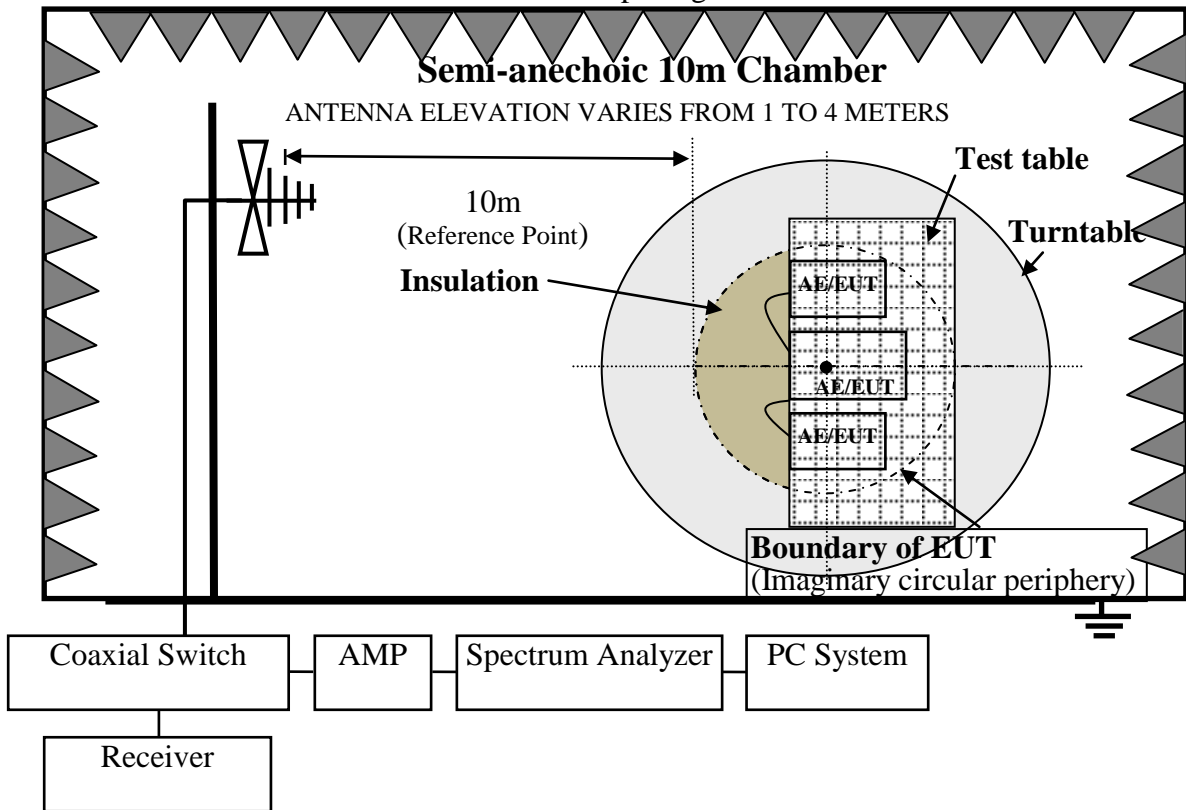 Semi-anechoic 10m Chamber
ANTENNA ELEVATION VARIES FROM 1 TO 4 METERS
Test table
10m
(Reference Point)
Turntable
Insulation
AE/EUT
AE/EUT
AE/EUT
Boundary of EUT
(Imaginary circular periphery)
Coaxial Switch
AMP
Spectrum Analyzer
PC System
Receiver